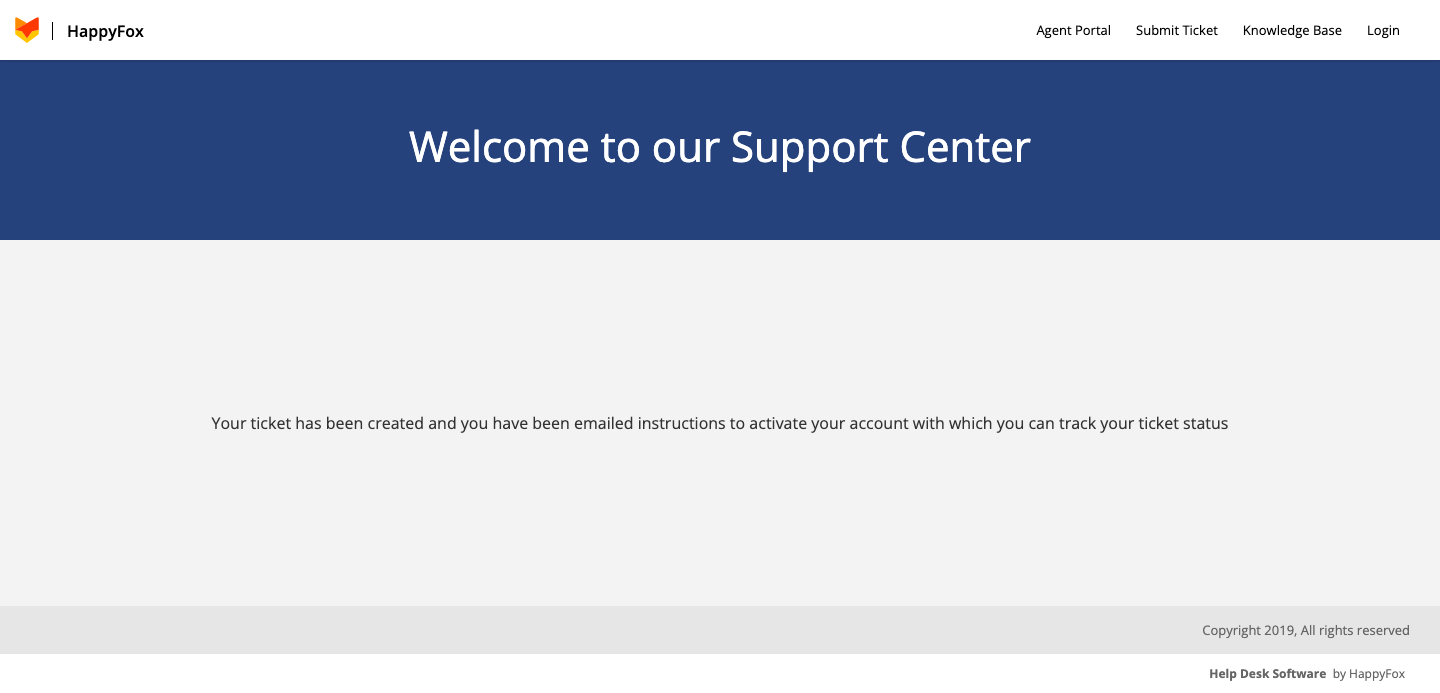 HappyFox
Agent Portal
Submit Ticket
Knowledge Base
Login
Welcome to our Support Center
Your ticket has been created and you have been emailed instructions to activate your account with which you can track your ticket status
Copyright 2019, All rights reserved
Help Desk Software by HappyFox